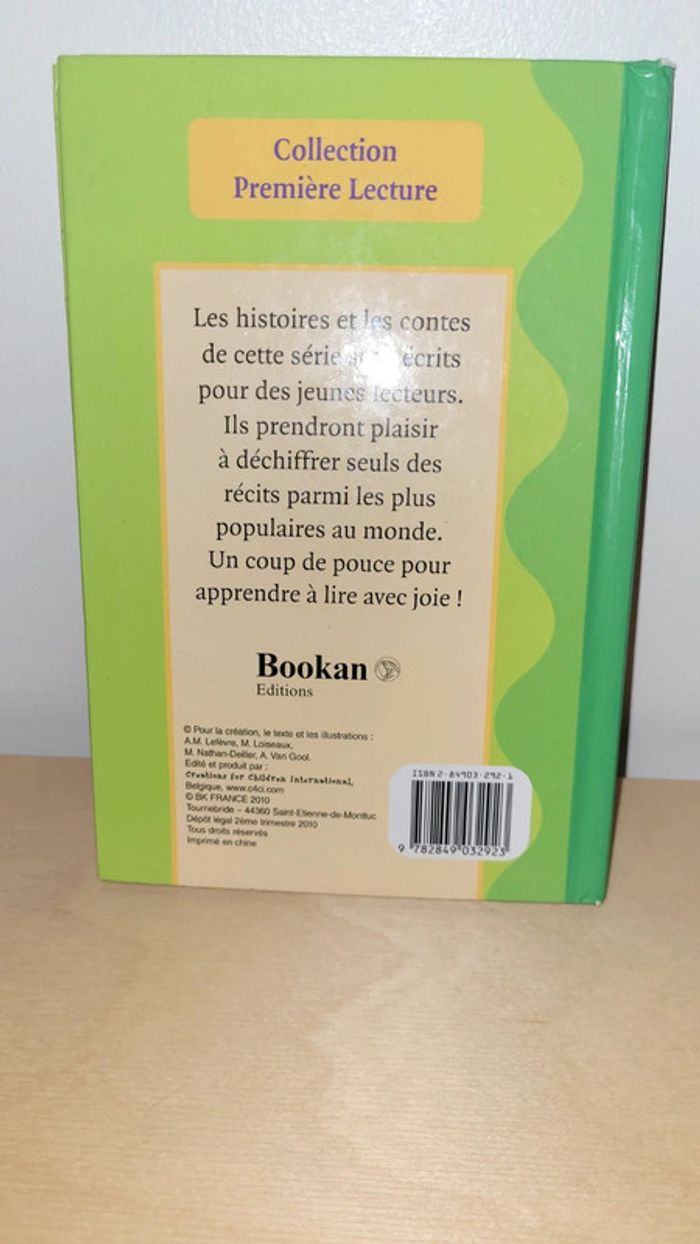 Collection
Première Lecture
Les histoires et les contes
de cette série sont écrits
pour des jeunes lecteurs.
Ils prendront plaisir
à déchiffrer seuls des
récits parmi les plus
populaires au monde.
Un coup de pouce pour
apprendre à lire avec joie !
Bookan
Editions
© Pour la création, le texte et les illustrations :
A.M. Lefèvre, M. Loiseaux,
M. Nathan-Deiller, A. Van Gool.
Edité et produit par :
Creations for Children International,
Belgique, www.c4ci.com
© BK FRANCE 2010
Tournebride – 44360 Saint-Etienne-de-Montluc
Dépôt légal 2ème trimestre 2010
Tous droits réservés
Imprimé en chine
ISBN 2-84903-292-1
9 782849 032923